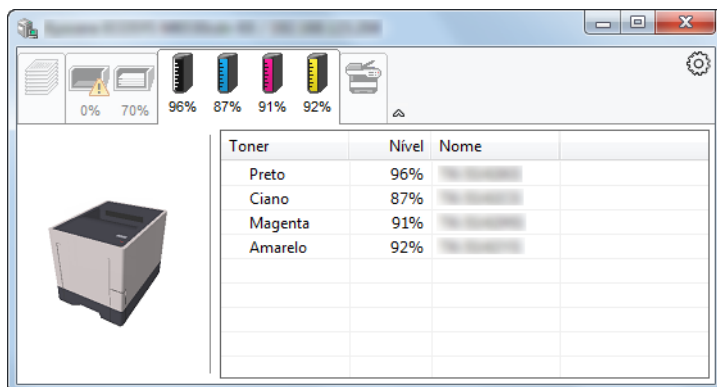 0% 70% 96% 87% 91% 92%
Toner Nível Nome
Preto 96%
Ciano 87%
Magenta 91%
Amarelo 92%